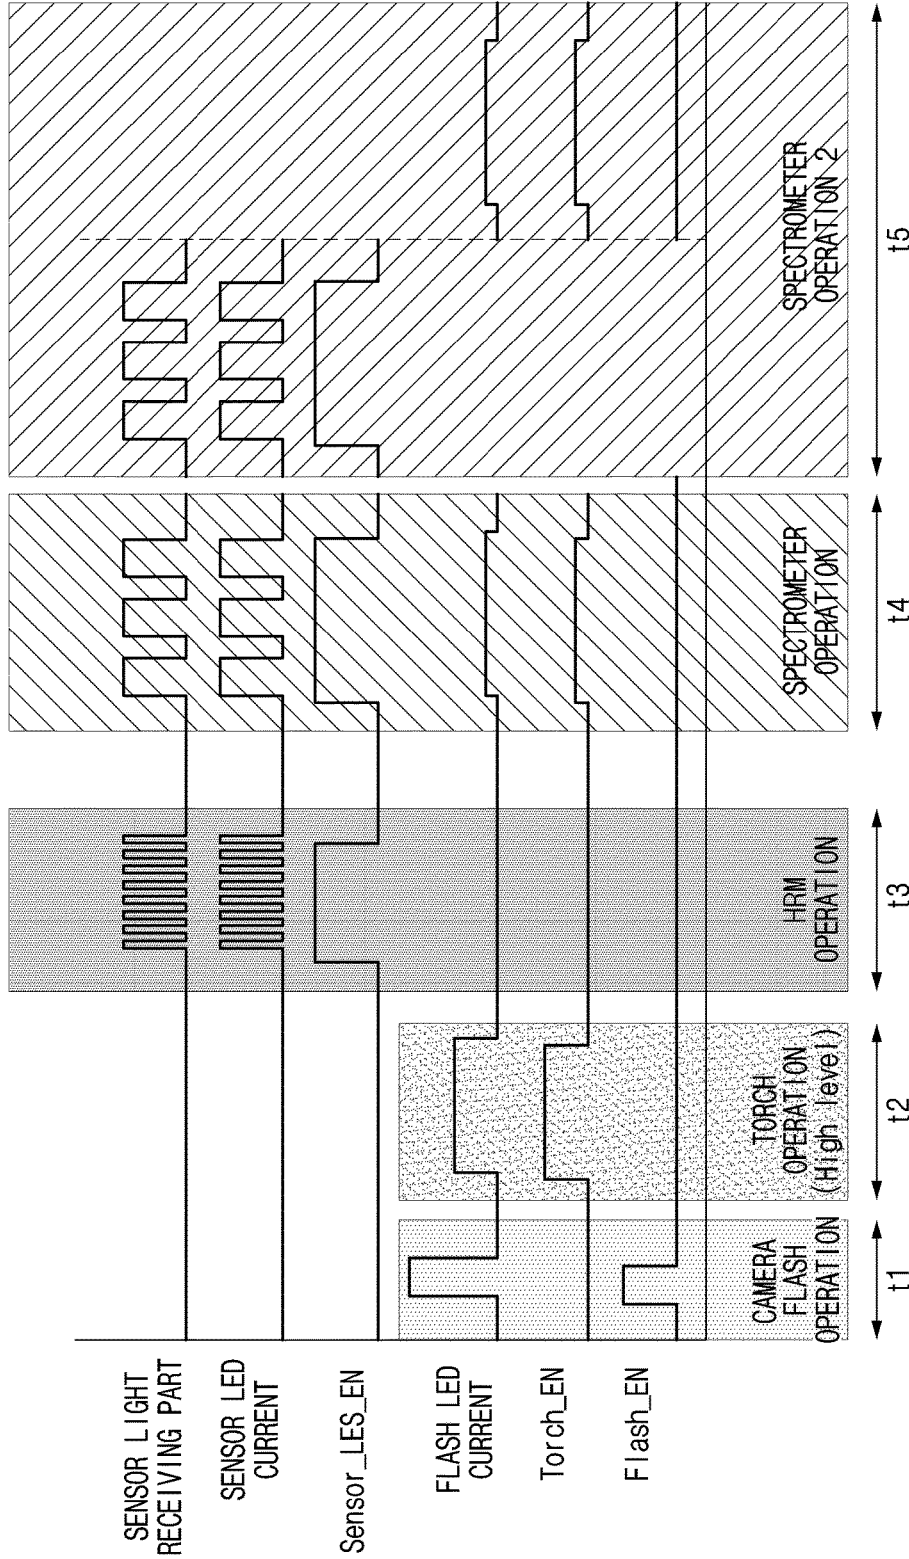 SENSOR LIGHT
RECEIVING PART
SENSOR LED
CURRENT
Sensor_LES_EN
FLASH LED
CURRENT
Torch_EN
Flash_EN
CAMERA
FLASH
OPERATION
TORCH
OPERATION
(High level)
HRM
OPERATION
SPECTROMETER
OPERATION
SPECTROMETER
OPERATION 2
t1
t2
t3
t4
t5